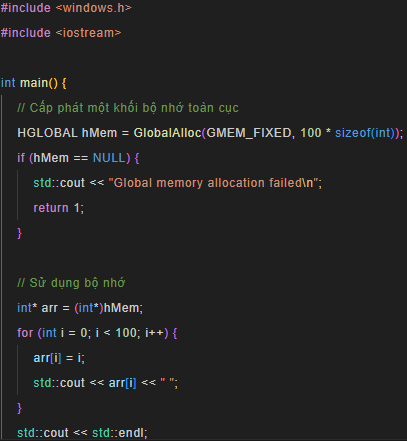 #include <windows.h>
#include <iostream>
int main() {
// Cấp phát một khối bộ nhớ toàn cục
HGLOBAL hMem = GlobalAlloc(GMEM_FIXED, 100 * sizeof(int));
if (hMem == NULL) {
std::cout << "Global memory allocation failed\n";
return 1;
}
// Sử dụng bộ nhớ
int* arr = (int*)hMem;
for (int i = 0; i < 100; i++) {
arr[i] = i;
std::cout << arr[i] << " ";
}
std::cout << std::endl;